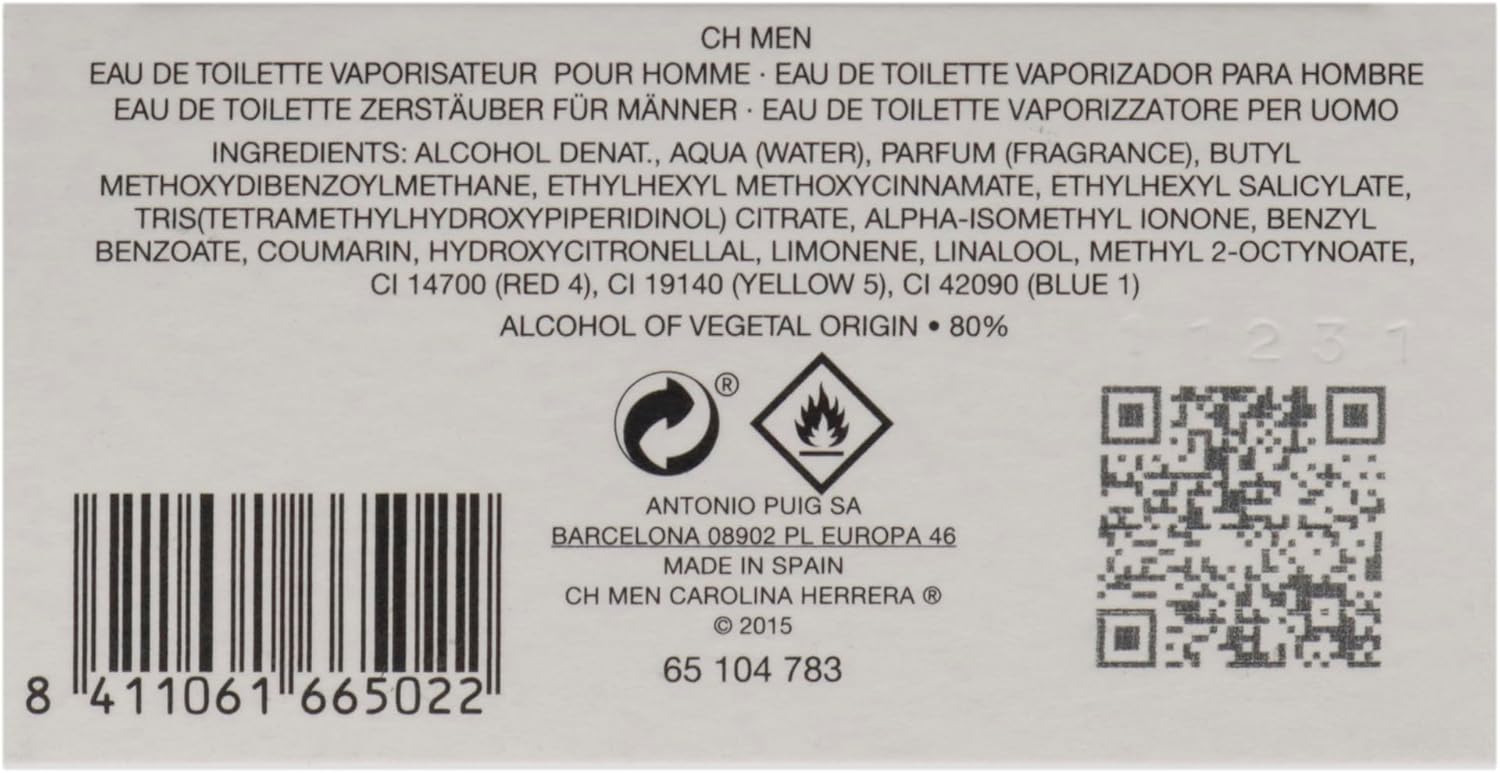 CH MEN
EAU DE TOILETTE VAPORISATEUR POUR HOMME · EAU DE TOILETTE VAPORIZADOR PARA HOMBRE
EAU DE TOILETTE ZERSTÄUBER FÜR MÄNNER · EAU DE TOILETTE VAPORIZZATORE PER UOMO
INGREDIENTS: ALCOHOL DENAT., AQUA (WATER), PARFUM (FRAGRANCE), BUTYL
METHOXYDIBENZOYLMETHANE, ETHYLHEXYL METHOXYCINNAMATE, ETHYLHEXYL SALICYLATE,
TRIS(TETRAMETHYLHYDROXYPIPERIDINOL) CITRATE, ALPHA-ISOMETHYL IONONE, BENZYL
BENZOATE, COUMARIN, HYDROXYCITRONELLAL, LIMONENE, LINALOOL, METHYL 2-OCTYNOATE,
CI 14700 (RED 4), CI 19140 (YELLOW 5), CI 42090 (BLUE 1)
ALCOHOL OF VEGETAL ORIGIN • 80%
®
ANTONIO PUIG SA
BARCELONA 08902 PL EUROPA 46
MADE IN SPAIN
CH MEN CAROLINA HERRERA ®
© 2015
65 104 783
8 411061 665022